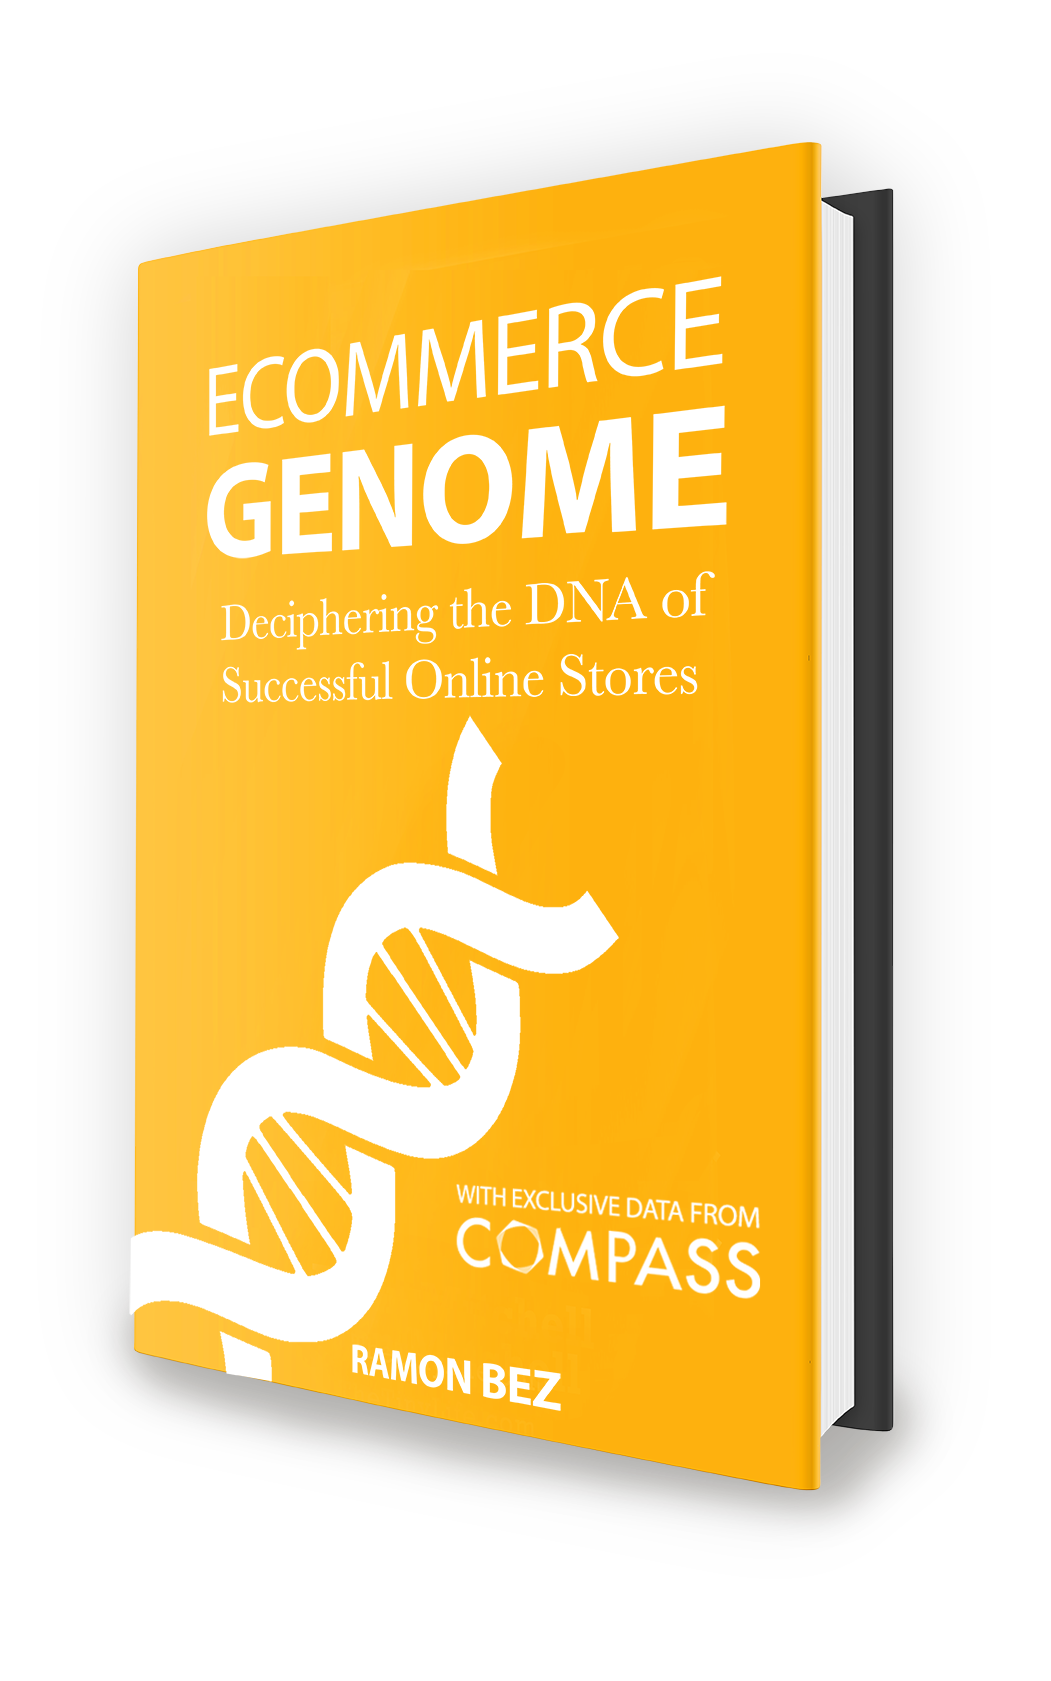 ECOMMERCE
GENOME
Deciphering the DNA of
Successful Online Stores
WITH EXCLUSIVE DATA FROM
COMPASS
RAMON BEZ